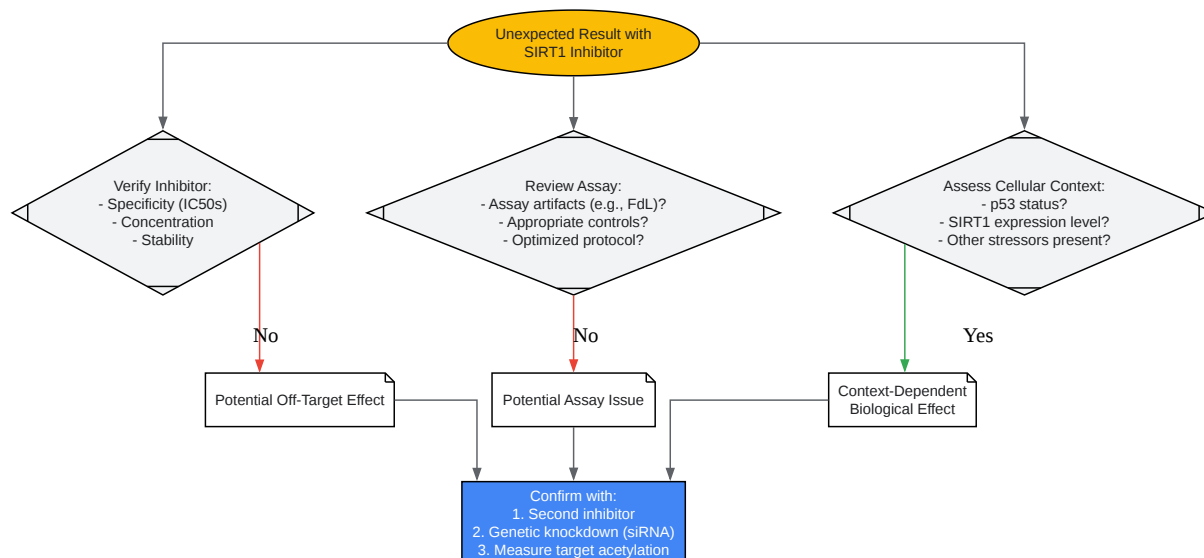 Unexpected Result with
SIRT1 Inhibitor
Verify Inhibitor:
- Specificity (IC50s)
- Concentration
- Stability
Review Assay:
- Assay artifacts (e.g., FdL)?
- Appropriate controls?
- Optimized protocol?
Assess Cellular Context:
- p53 status?
- SIRT1 expression level?
- Other stressors present?
No
No
Yes
Potential Off-Target Effect
Potential Assay Issue
Context-Dependent
Biological Effect
Confirm with:
1. Second inhibitor
2. Genetic knockdown (siRNA)
3. Measure target acetylation